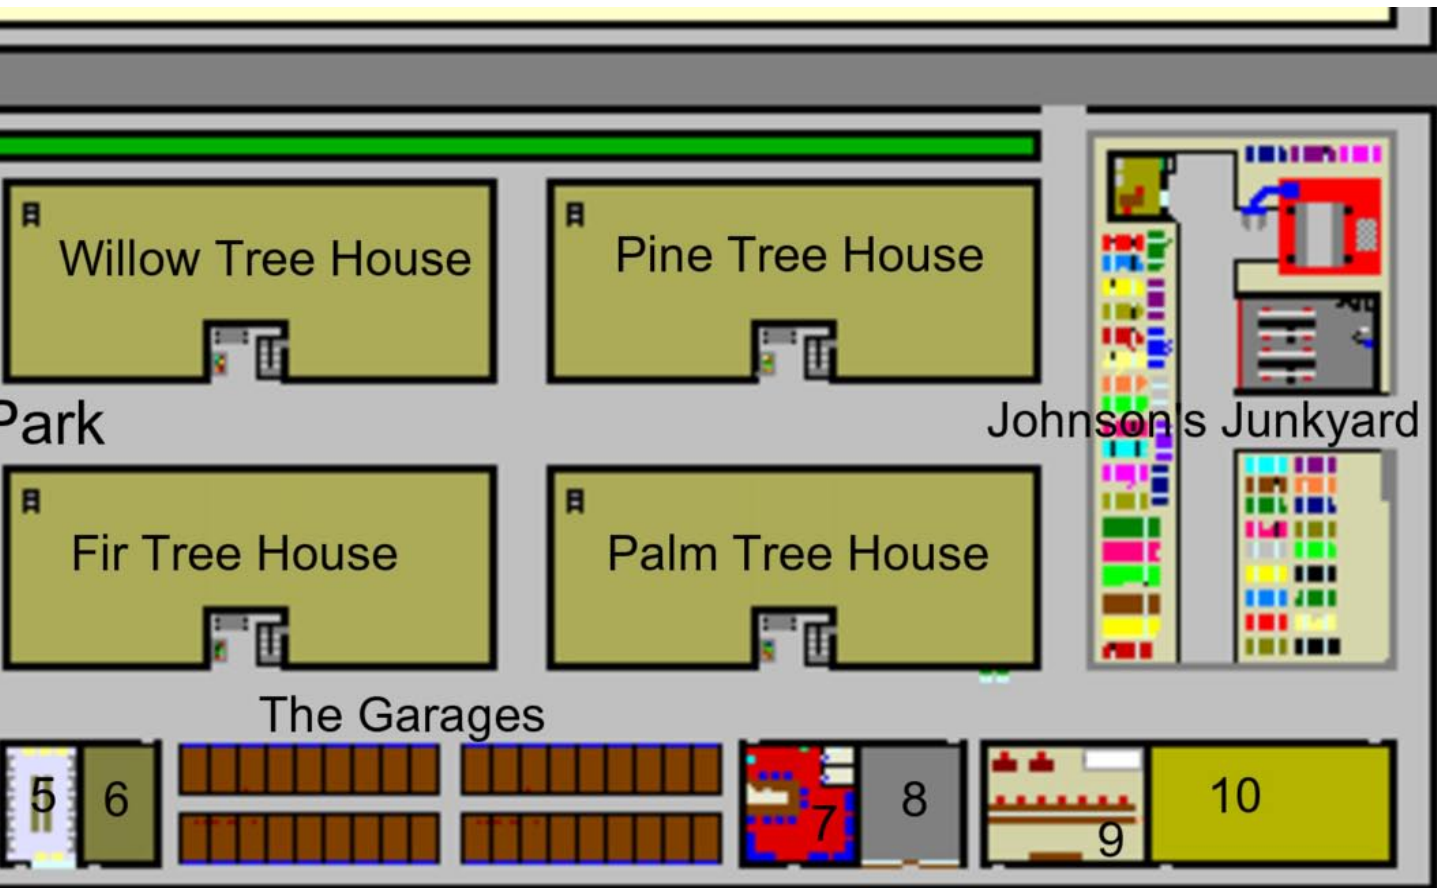 Willow Tree House
Pine Tree House
Park
Johnson's Junkyard
Fir Tree House
Palm Tree House
The Garages
5
6
7
8
9
10